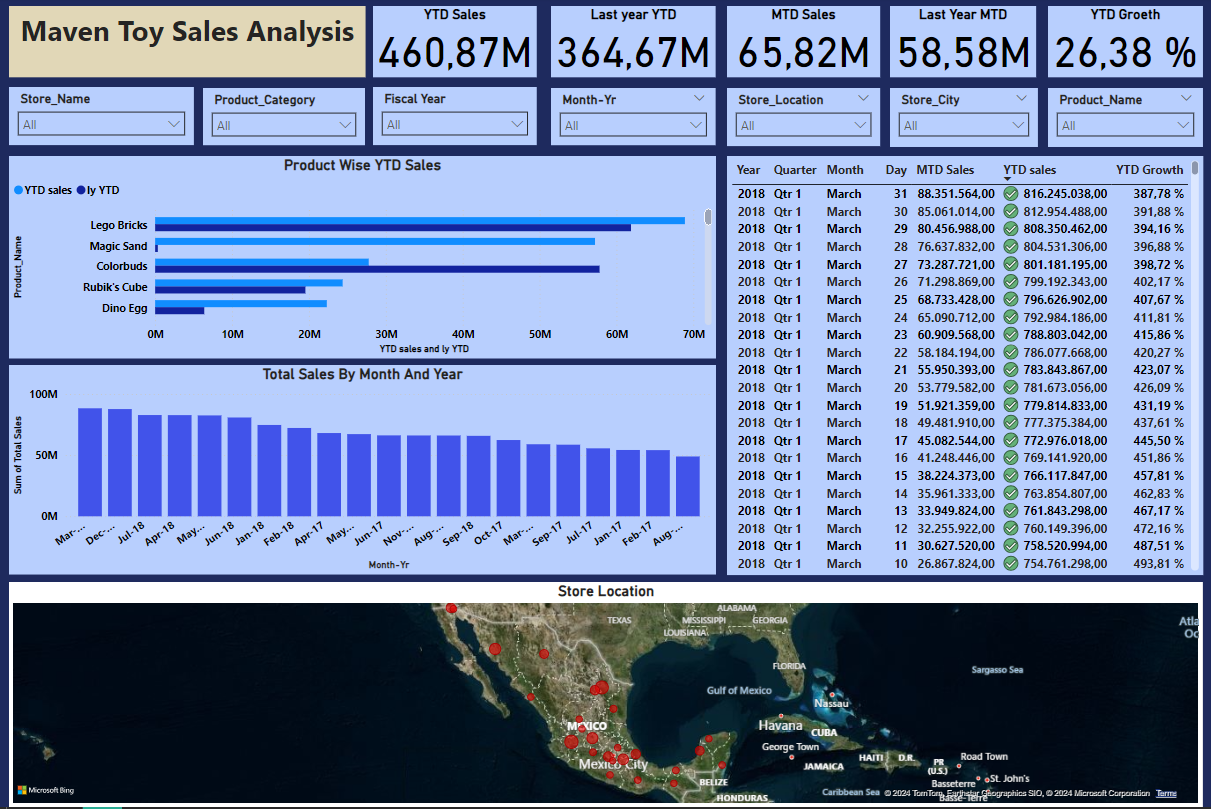 Maven Toy Sales Analysis
YTD Sales
460,87M
Last year YTD
364,67M
MTD Sales
65,82M
Last Year MTD
58,58M
YTD Groeth
26,38 %
Store_Name
All
Product_Category
All
Fiscal Year
All
Month-Yr
All
Store_Location
All
Store_City
All
Product_Name
All
Product Wise YTD Sales
YTD sales ly YTD
Product_Name
Lego Bricks
Magic Sand
Colorbuds
Rubik's Cube
Dino Egg
0M 10M 20M 30M 40M 50M 60M 70M
YTD sales and ly YTD
Total Sales By Month And Year
Sum of Total Sales
100M
50M
0M
Mar-... Dec-... Jul-18 Apr-18 May... Jun-18 Jan-18 Feb-18 Apr-17 May... Jun-17 Nov-... Aug-... Sep-18 Oct-17 Mar-... Sep-17 Jul-17 Jan-17 Feb-17 Aug-...
Month-Yr
Year Quarter Month Day MTD Sales YTD sales YTD Growth
2018 Qtr 1 March 31 88.351.564,00 816.245.038,00 387,78 %
2018 Qtr 1 March 30 85.061.014,00 812.954.488,00 391,88 %
2018 Qtr 1 March 29 80.456.988,00 808.350.462,00 394,16 %
2018 Qtr 1 March 28 76.637.832,00 804.531.306,00 396,88 %
2018 Qtr 1 March 27 73.287.721,00 801.181.195,00 398,72 %
2018 Qtr 1 March 26 71.298.869,00 799.192.343,00 402,17 %
2018 Qtr 1 March 25 68.733.428,00 796.626.902,00 407,67 %
2018 Qtr 1 March 24 65.090.712,00 792.984.186,00 411,81 %
2018 Qtr 1 March 23 60.909.568,00 788.803.042,00 415,86 %
2018 Qtr 1 March 22 58.184.194,00 786.077.668,00 420,27 %
2018 Qtr 1 March 21 55.950.393,00 783.843.867,00 423,07 %
2018 Qtr 1 March 20 53.779.582,00 781.673.056,00 426,09 %
2018 Qtr 1 March 19 51.921.359,00 779.814.833,00 431,19 %
2018 Qtr 1 March 18 49.481.910,00 777.375.384,00 437,61 %
2018 Qtr 1 March 17 45.082.544,00 772.976.018,00 445,50 %
2018 Qtr 1 March 16 41.248.446,00 769.141.920,00 451,86 %
2018 Qtr 1 March 15 38.224.373,00 766.117.847,00 457,81 %
2018 Qtr 1 March 14 35.961.333,00 763.854.807,00 462,83 %
2018 Qtr 1 March 13 33.949.824,00 761.843.298,00 467,17 %
2018 Qtr 1 March 12 32.255.922,00 760.149.396,00 472,16 %
2018 Qtr 1 March 11 30.627.520,00 758.520.994,00 487,51 %
2018 Qtr 1 March 10 26.867.824,00 754.761.298,00 493,81 %
Store Location
TEXAS
ALABAMA
MISSISSIPPI
GEORGIA
LOUISIANA
FLORIDA
Atla
Oc
Sargasso Sea
Gulf of Mexico
Nassau
MEXICO
Havana
CUBA
George Town
Mexico City
JAMAICA
HAITI
D.R.
PR
(U.S.)
Road Town
St. John's
Basseterre
Basse-Terre
BELIZE
HONDURAS
Caribbean Sea
Microsoft Bing
© 2024 TomTom, Earthstar Geographics SIO, © 2024 Microsoft Corporation Terms